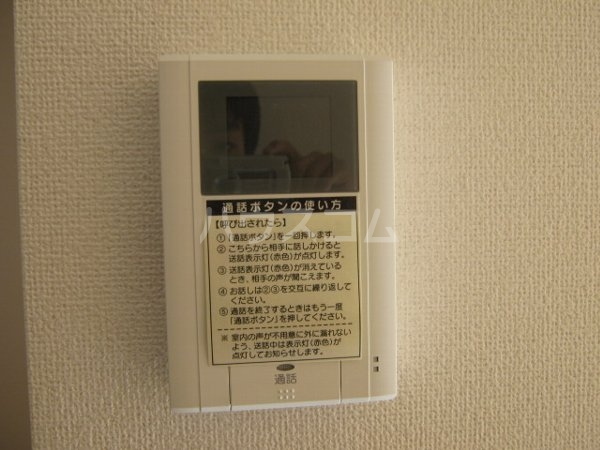 通話ボタンの使い方
【呼び出されたら】
①「通話ボタン」を一回押します。
② こちらから相手に話しかけると
送話表示灯(赤色)が点灯します。
③ 送話表示灯(赤色)が消えている
とき、相手の声が聞こえます。
④ お話しは②③を交互に繰り返して
ください。
⑤ 通話を終了するときはもう一度
「通話ボタン」を押してください。
※ 室内の声が不用意に外に漏れない
よう、送話中は表示灯(赤色)が
点灯してお知らせします。
通話
ハウスコム